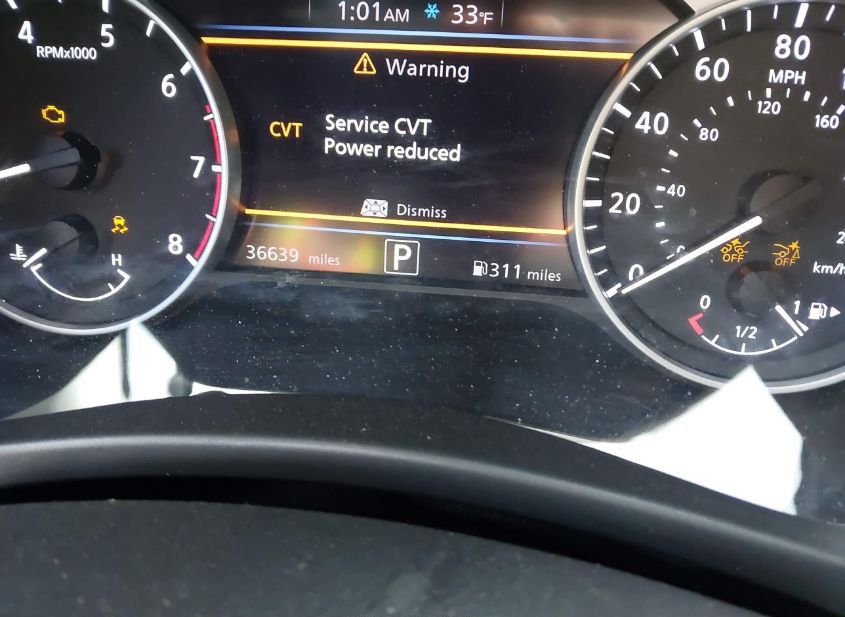 1:01AM 33°F
4 5 6 7 8
RPMx1000
Warning
CVT Service CVT
Power reduced
Dismiss
36639 miles P 311 miles
H
0 20 40 60 80
MPH
40 80 120 160
km/h
OFF OFF
0 1/2 1